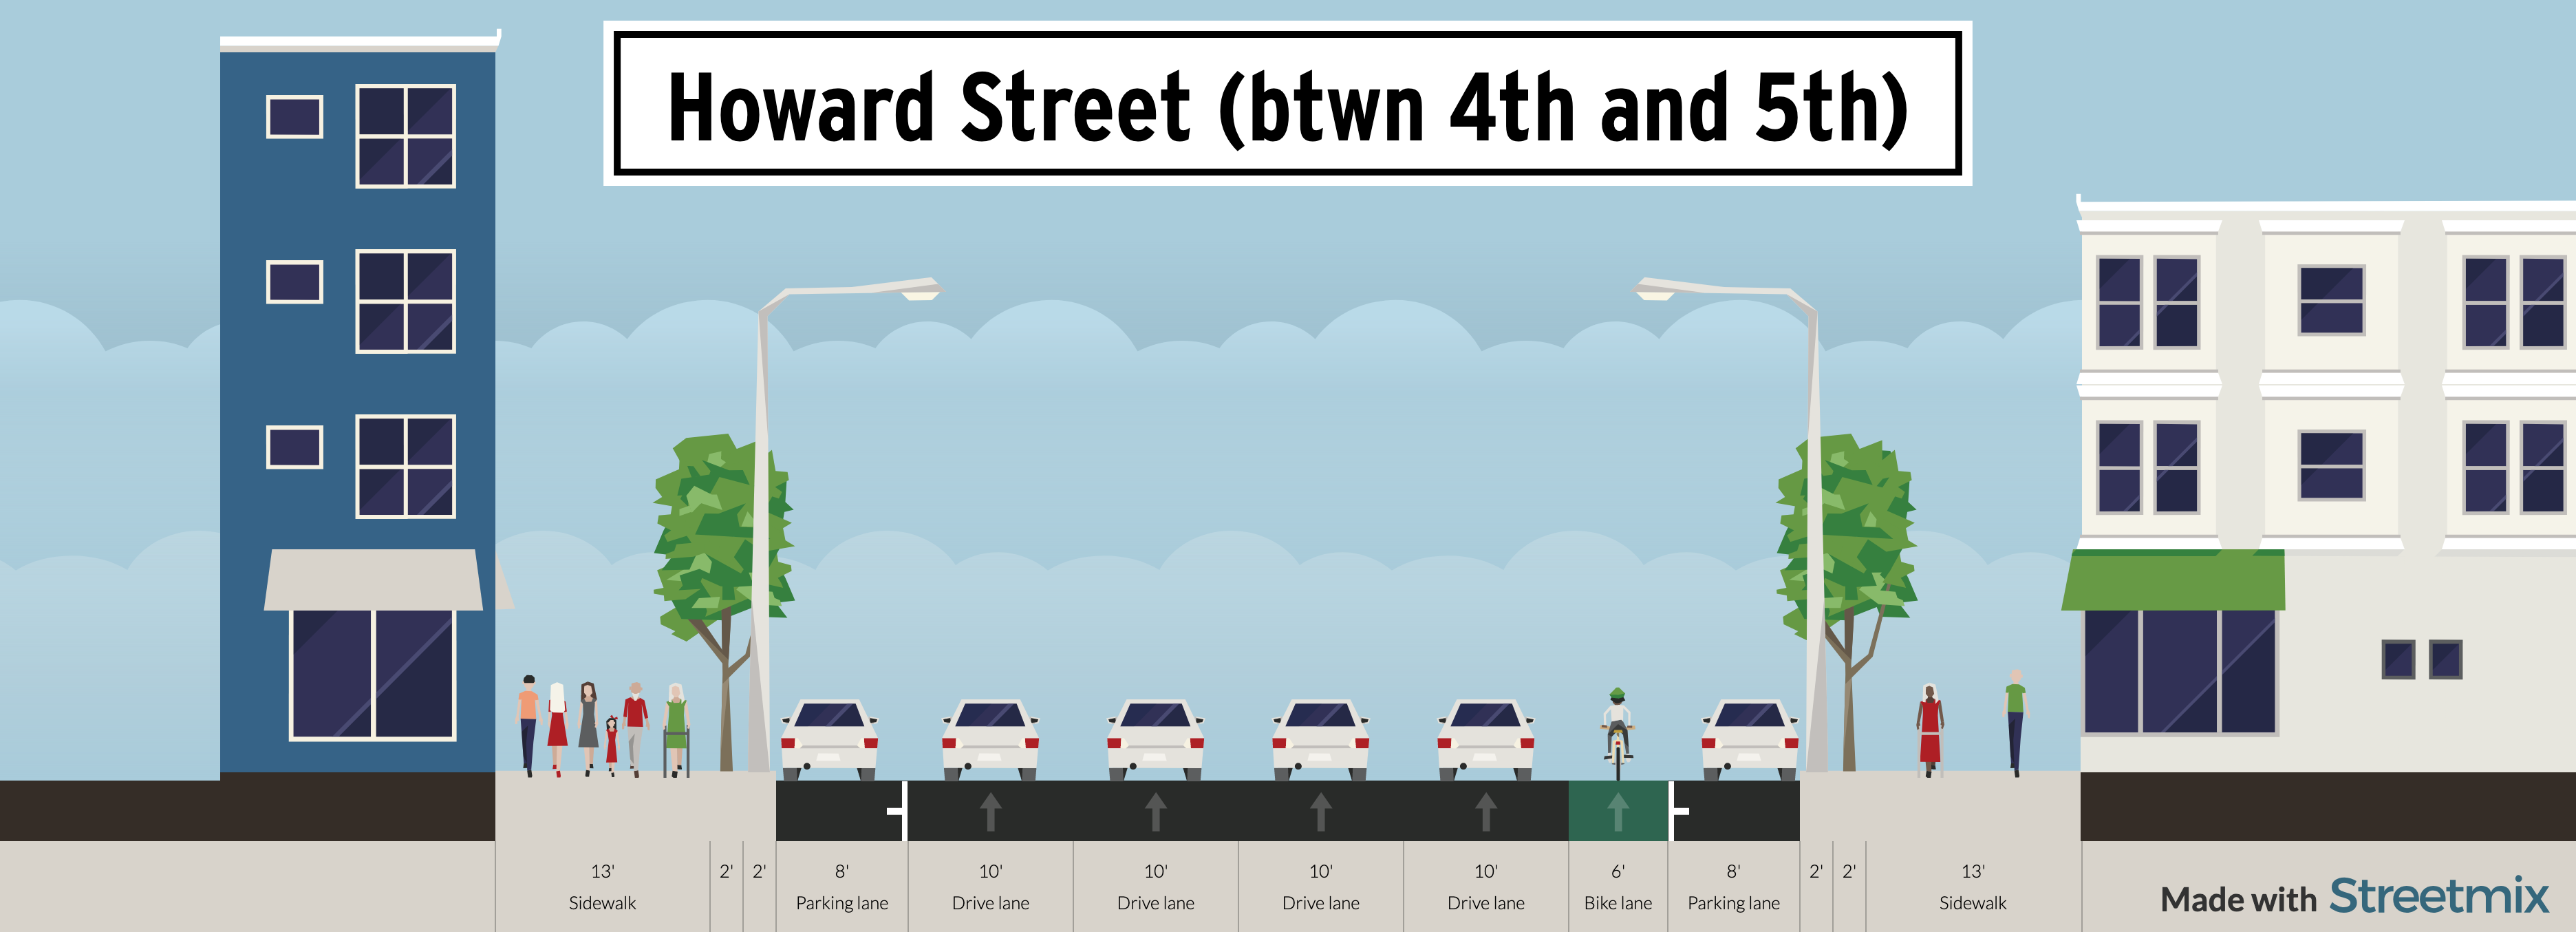 Howard Street (btwn 4th and 5th)
13' 2' 2' 8' 10' 10' 10' 10' 6' 8' 2' 2' 13'
Sidewalk Parking lane Drive lane Drive lane Drive lane Drive lane Bike lane Parking lane Sidewalk
Made with Streetmix